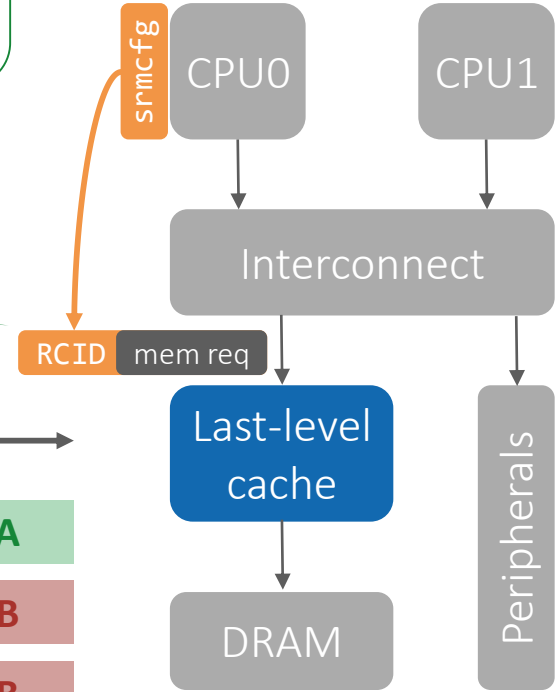 srmcfg
CPU0
CPU1
Interconnect
RCID mem req
Last-level
cache
Peripherals
A
B
B
DRAM